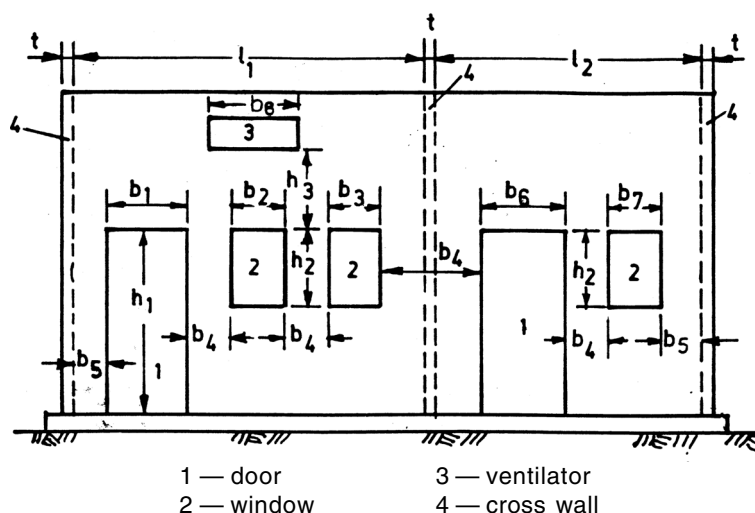 t l₁ t l₂ t
4 b₈ 4 4
3
b₁ b₂ h₃ b₃ b₆ b₇
h₁ 2 h₂ 2 b₄ h₂ 2
b₅ 1 b₄ b₄ 1 b₄ b₅
1 — door 3 — ventilator
2 — window 4 — cross wall